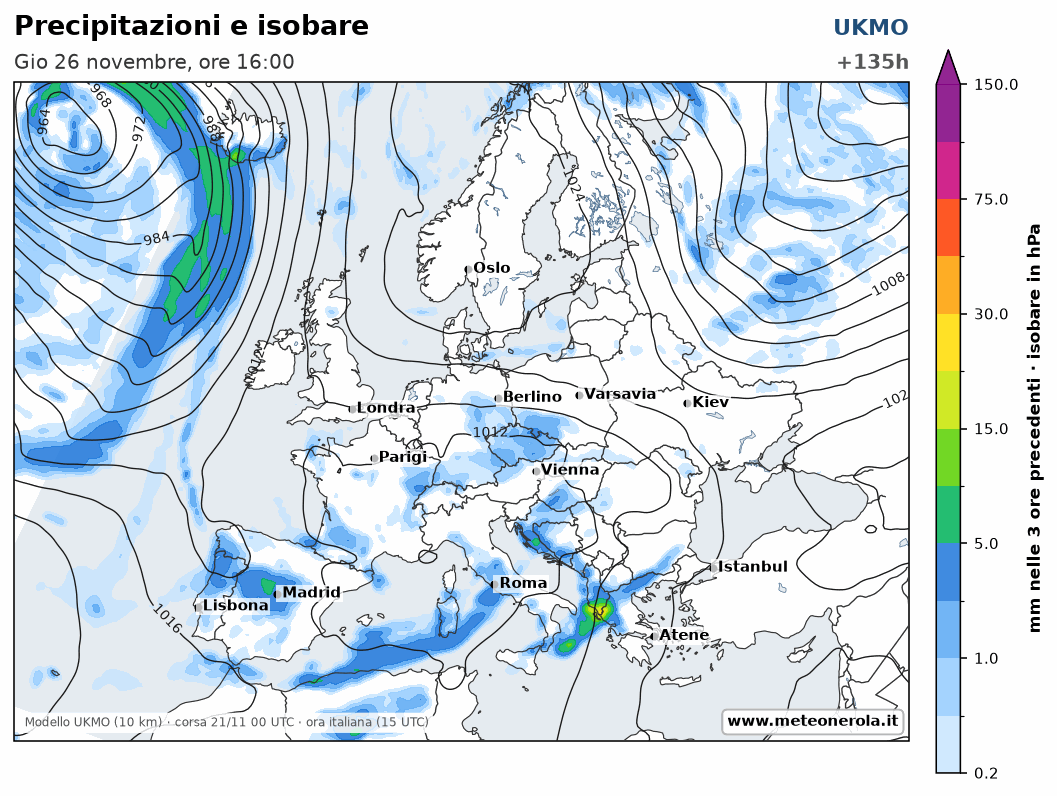 Precipitazioni e isobare
UKMO
Gio 26 novembre, ore 16:00
+135h
964
968
972
988
984
1024
1008
1012
102
1012
1016
Oslo
Berlino
Varsavia
Kiev
Londra
Parigi
Vienna
Istanbul
Roma
Madrid
Lisbona
Atene
Modello UKMO (10 km) · corsa 21/11 00 UTC · ora italiana (15 UTC)
www.meteonerola.it
150.0
75.0
30.0
15.0
5.0
1.0
0.2
mm nelle 3 ore precedenti · isobare in hPa